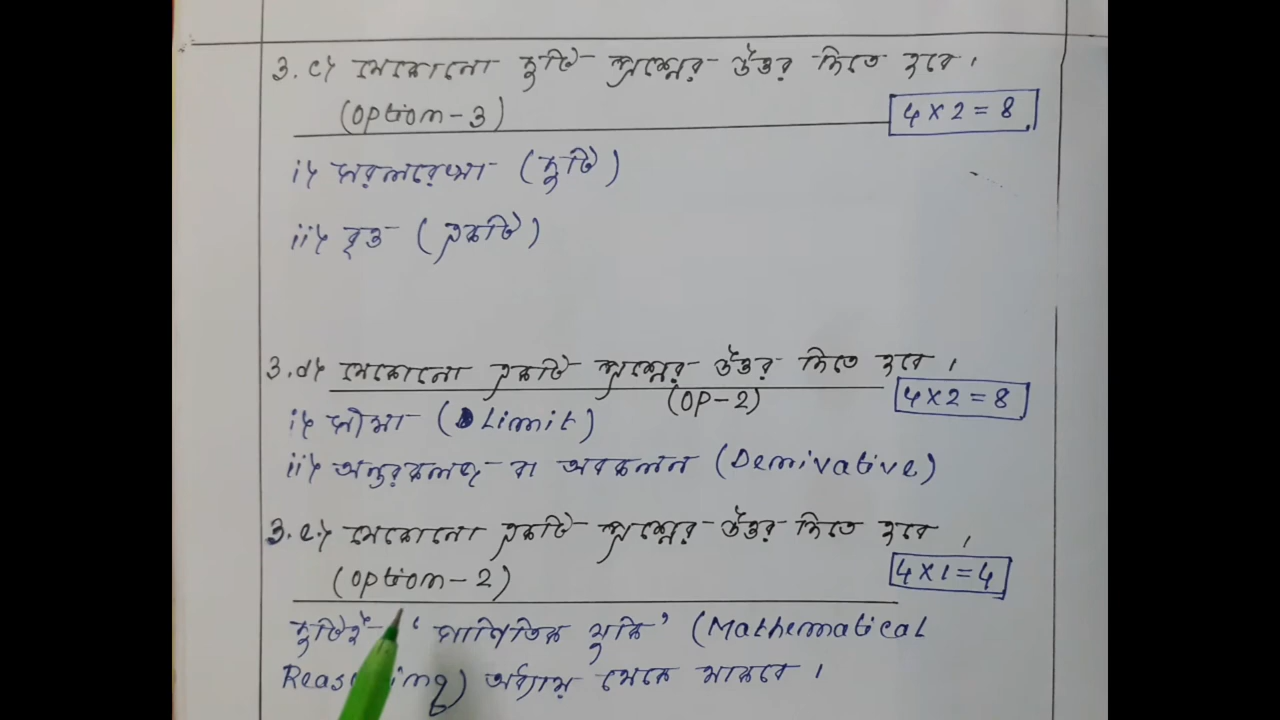 3. c) যেকোনো দুটি প্রশ্নের উত্তর দিতে হবে।
(Option-3)
4 × 2 = 8
i) সরলরেখা (দুটি)
ii) বৃত্ত (একটি)
3.d) যেকোনো একটি প্রশ্নের উত্তর দিতে হবে।
(OP-2)
4×2=8
i) সীমা (Limit)
ii) অন্তরকলজ বা অবকলন (Derivative)
3.e) যেকোনো একটি প্রশ্নের উত্তর দিতে হবে।
(Option-2)
4×1=4
দুটিই 'গাণিতিক যুক্তি' (Mathematical
Reasoning) অধ্যায় থেকে থাকবে।